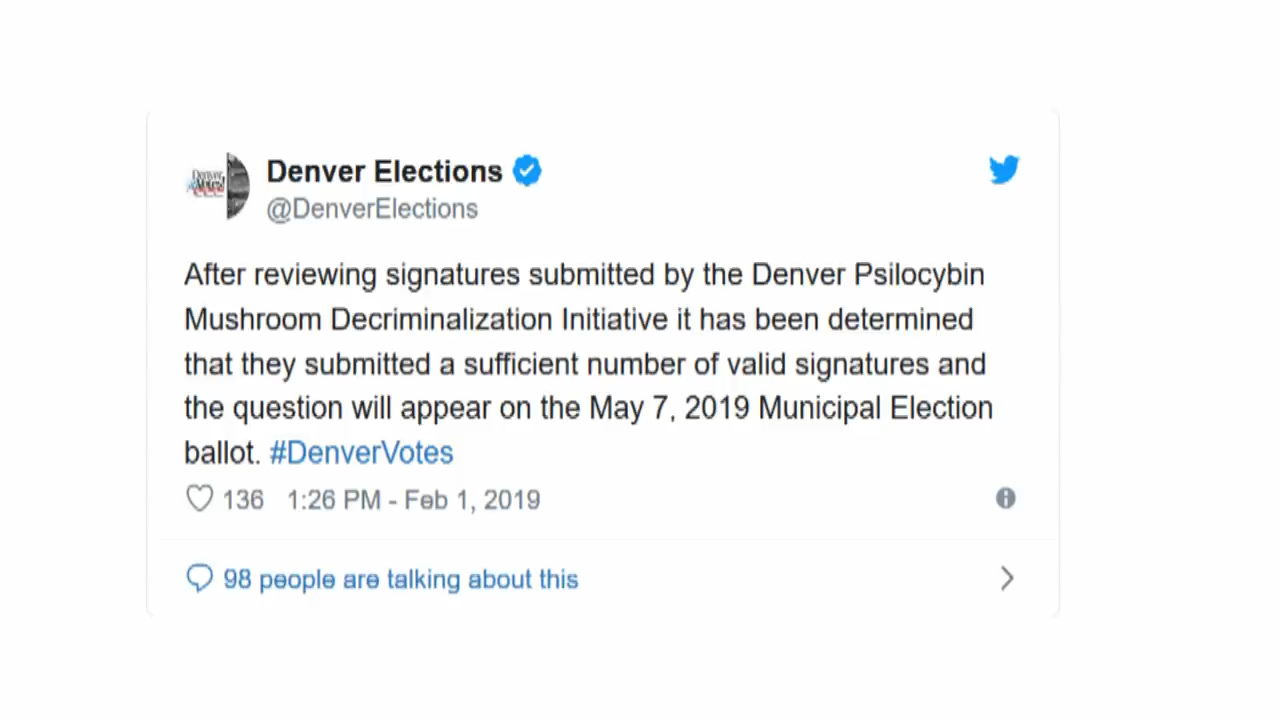 Denver Votes!
Denver Elections
@DenverElections
After reviewing signatures submitted by the Denver Psilocybin
Mushroom Decriminalization Initiative it has been determined
that they submitted a sufficient number of valid signatures and
the question will appear on the May 7, 2019 Municipal Election
ballot. #DenverVotes
136 1:26 PM - Feb 1, 2019
98 people are talking about this